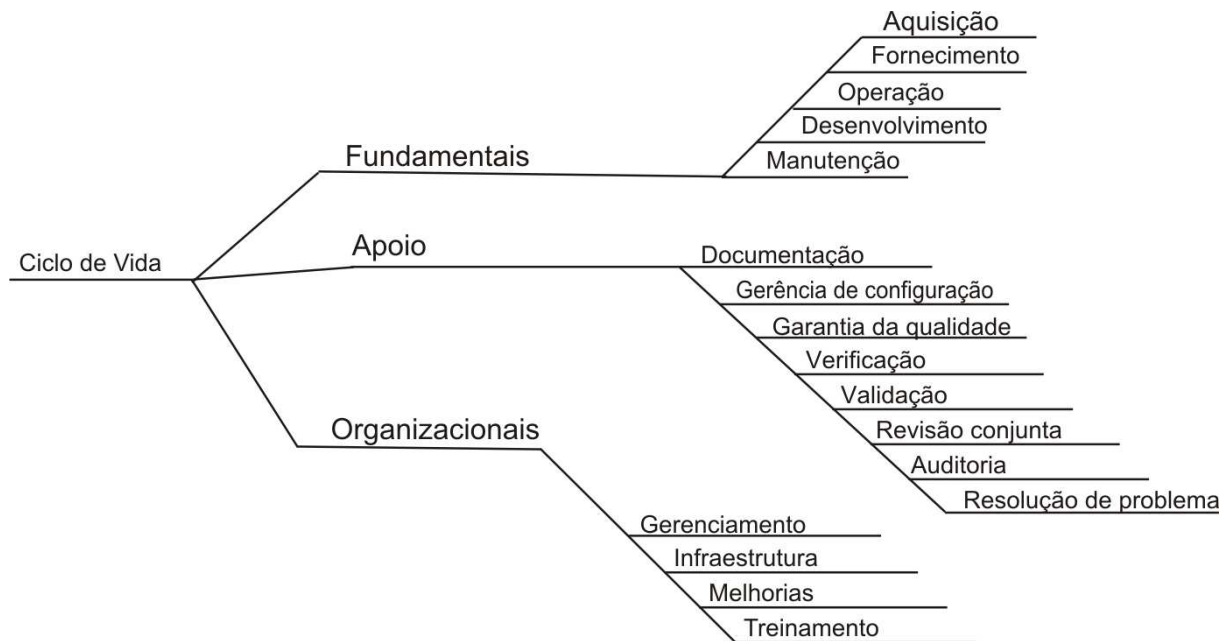 Aquisição
Fornecimento
Operação
Desenvolvimento
Manutenção
Fundamentais
Apoio
Ciclo de Vida
Documentação
Gerência de configuração
Garantia da qualidade
Verificação
Validação
Revisão conjunta
Auditoria
Resolução de problema
Organizacionais
Gerenciamento
Infraestrutura
Melhorias
Treinamento